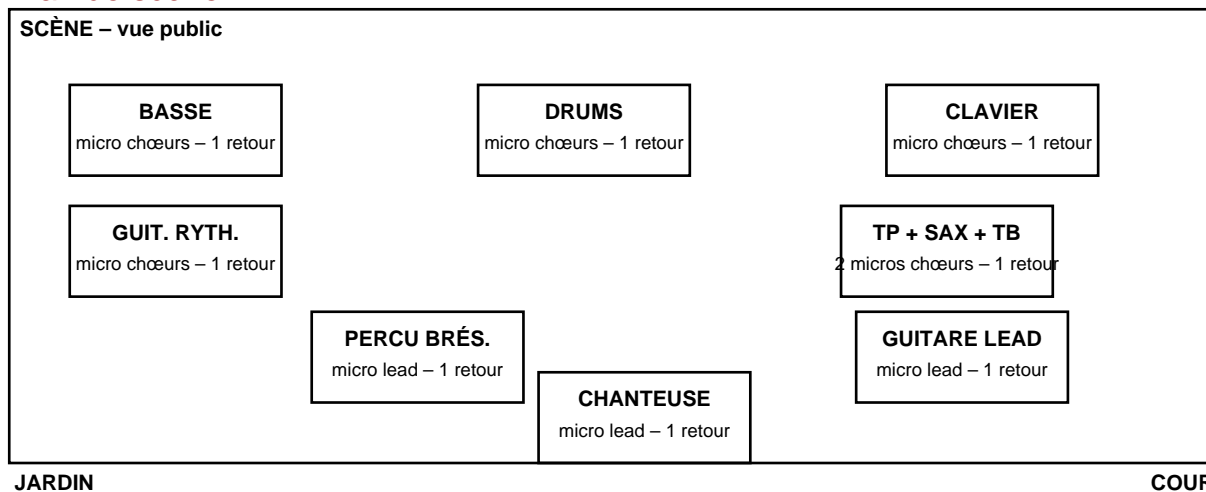 SCÈNE – vue public
BASSE
micro chœurs – 1 retour
DRUMS
micro chœurs – 1 retour
CLAVIER
micro chœurs – 1 retour
GUIT. RYTH.
micro chœurs – 1 retour
TP + SAX + TB
2 micros chœurs – 1 retour
PERCU BRÉS.
micro lead – 1 retour
GUITARE LEAD
micro lead – 1 retour
CHANTEUSE
micro lead – 1 retour
JARDIN
COUR